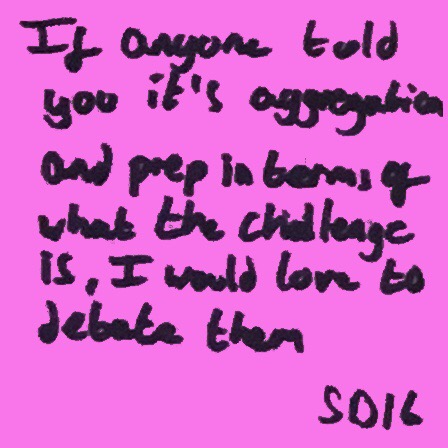 If anyone told
you it's aggregation
and prep in terms of
what the challenge
is, I would love to
debate them
SD16